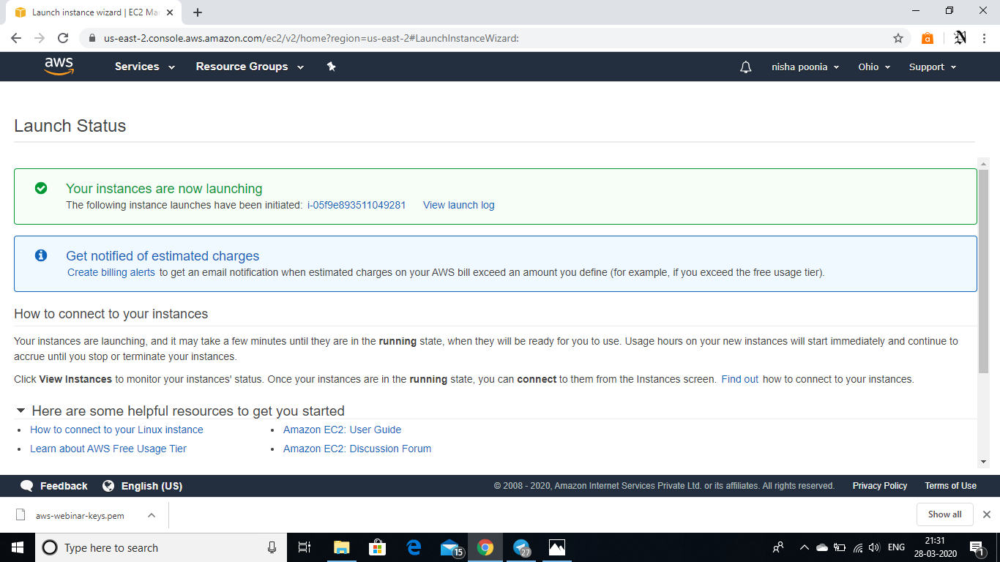 Launch instance wizard | EC2 Mar
us-east-2.console.aws.amazon.com/ec2/v2/home?region=us-east-2#LaunchInstanceWizard:
a
N
aws
Services
Resource Groups
nisha poonia
Ohio
Support
Launch Status
Your instances are now launching
The following instance launches have been initiated: i-05f9e893511049281 View launch log
Get notified of estimated charges
Create billing alerts to get an email notification when estimated charges on your AWS bill exceed an amount you define (for example, if you exceed the free usage tier).
How to connect to your instances
Your instances are launching, and it may take a few minutes until they are in the running state, when they will be ready for you to use. Usage hours on your new instances will start immediately and continue to
accrue until you stop or terminate your instances.
Click View Instances to monitor your instances' status. Once your instances are in the running state, you can connect to them from the Instances screen. Find out how to connect to your instances.
Here are some helpful resources to get you started
• How to connect to your Linux instance
• Amazon EC2: User Guide
• Learn about AWS Free Usage Tier
• Amazon EC2: Discussion Forum
Feedback
English (US)
© 2008 - 2020, Amazon Internet Services Private Ltd. or its affiliates. All rights reserved.
Privacy Policy
Terms of Use
aws-webinar-keys.pem
Show all
Type here to search
15
27
ENG
21:31
28-03-2020
1